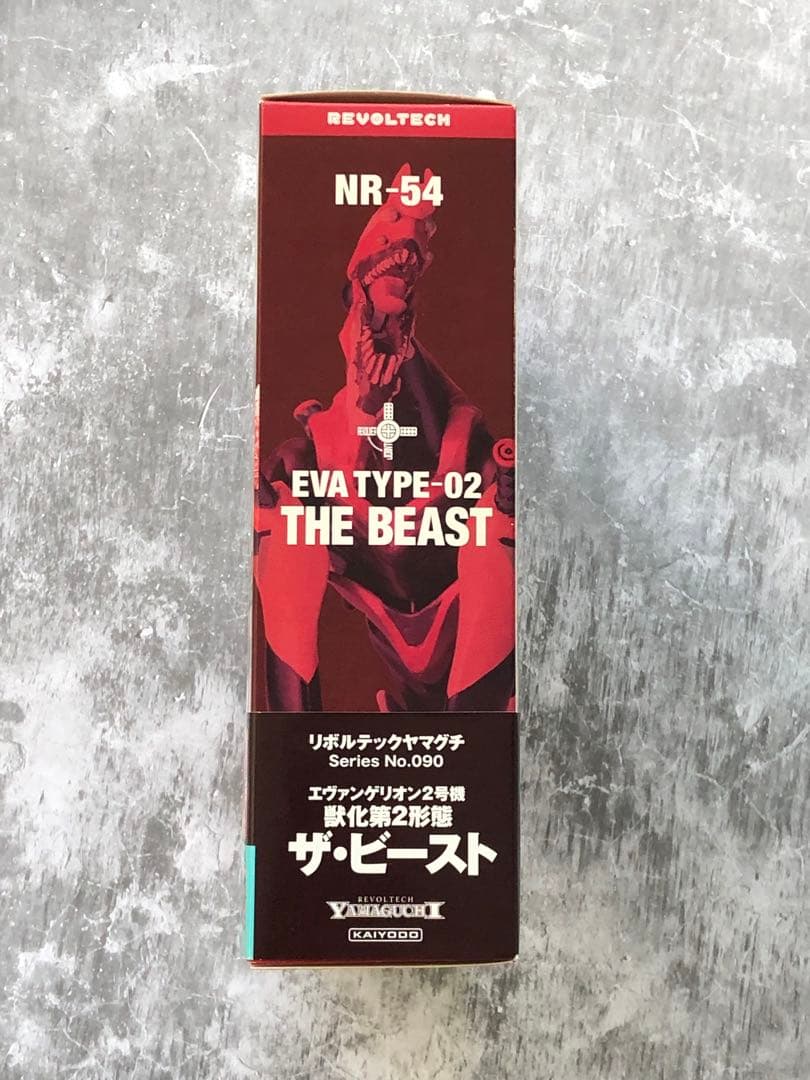 REVOLTECH
NR-54
EVA TYPE-02
THE BEAST
リボルテックヤマグチ
Series No.090
エヴァンゲリオン2号機
獣化第2形態
ザ・ビースト
REVOLTECH
YAMAGUCHI
KAIYODO